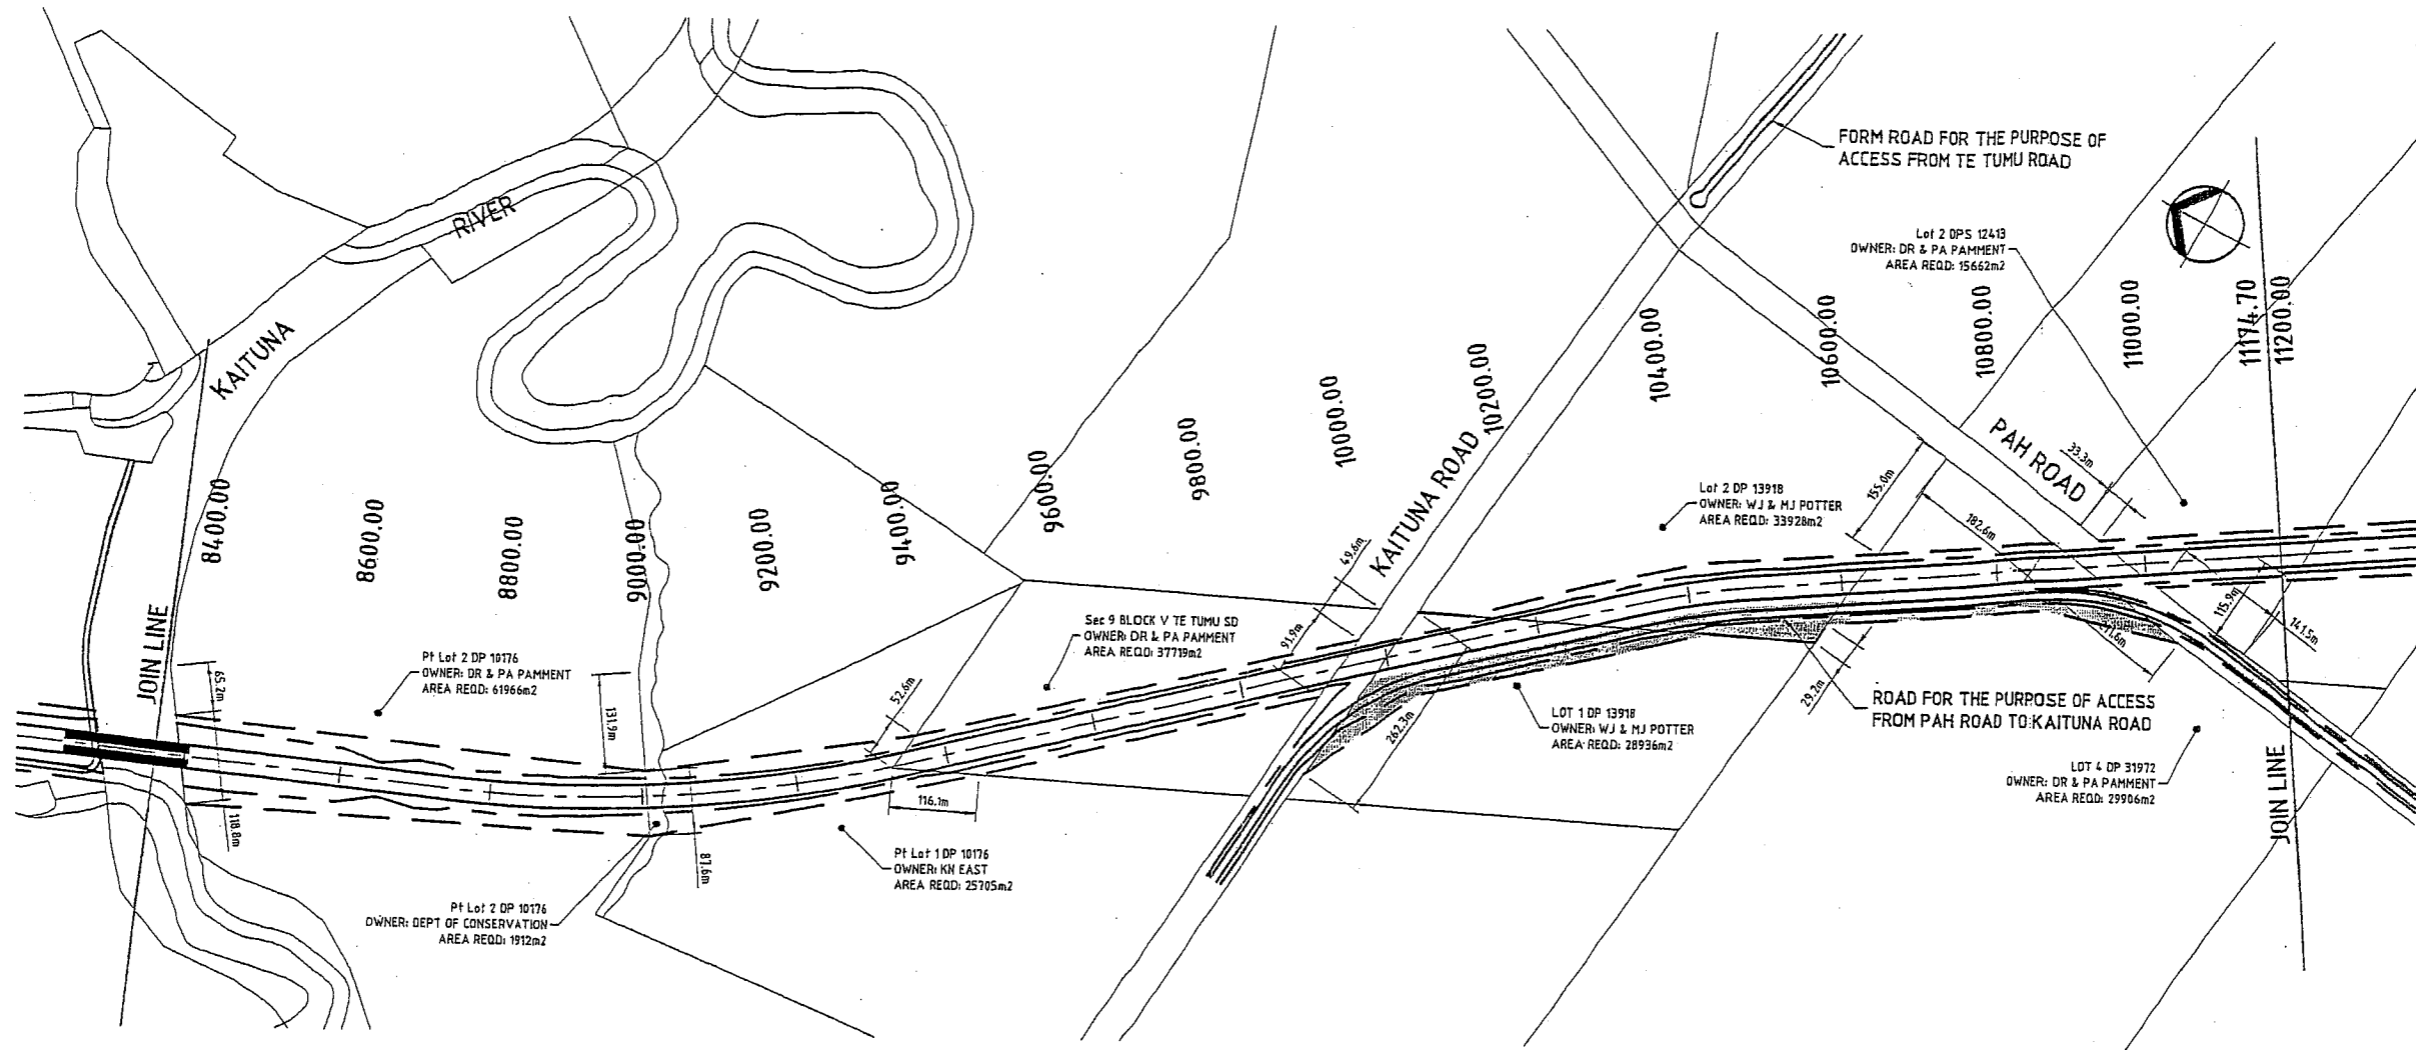 FORM ROAD FOR THE PURPOSE OF
ACCESS FROM TE TUMU ROAD
RIVER
KAITUNA
Lot 2 DPS 12413
OWNER: DR & PA PAMMENT
AREA REQD: 15662m2
8400.00
8600.00
8800.00
9000.00
9200.00
9400.00
9600.00
9800.00
10000.00
10200.00
10400.00
10600.00
10800.00
11000.00
11174.70
11200.00
KAITUNA ROAD
PAH ROAD
33.3m
155.0m
182.6m
Lot 2 DP 13918
OWNER: WJ & MJ POTTER
AREA REQD: 33928m2
49.6m
91.9m
115.9m
141.5m
JOIN LINE
Sec 9 BLOCK V TE TUMU SD
OWNER: DR & PA PAMMENT
AREA REQD: 37719m2
Pt Lot 2 DP 10176
OWNER: DR & PA PAMMENT
AREA REQD: 61966m2
65.2m
131.9m
52.6m
29.2m
262.3m
ROAD FOR THE PURPOSE OF ACCESS
FROM PAH ROAD TO KAITUNA ROAD
LOT 1 DP 13918
OWNER: WJ & MJ POTTER
AREA REQD: 28936m2
LOT 4 DP 31972
OWNER: DR & PA PAMMENT
AREA REQD: 29906m2
JOIN LINE
118.8m
116.1m
87.6m
Pt Lot 1 DP 10176
OWNER: KN EAST
AREA REQD: 25705m2
Pt Lot 2 DP 10176
OWNER: DEPT OF CONSERVATION
AREA REQD: 1912m2